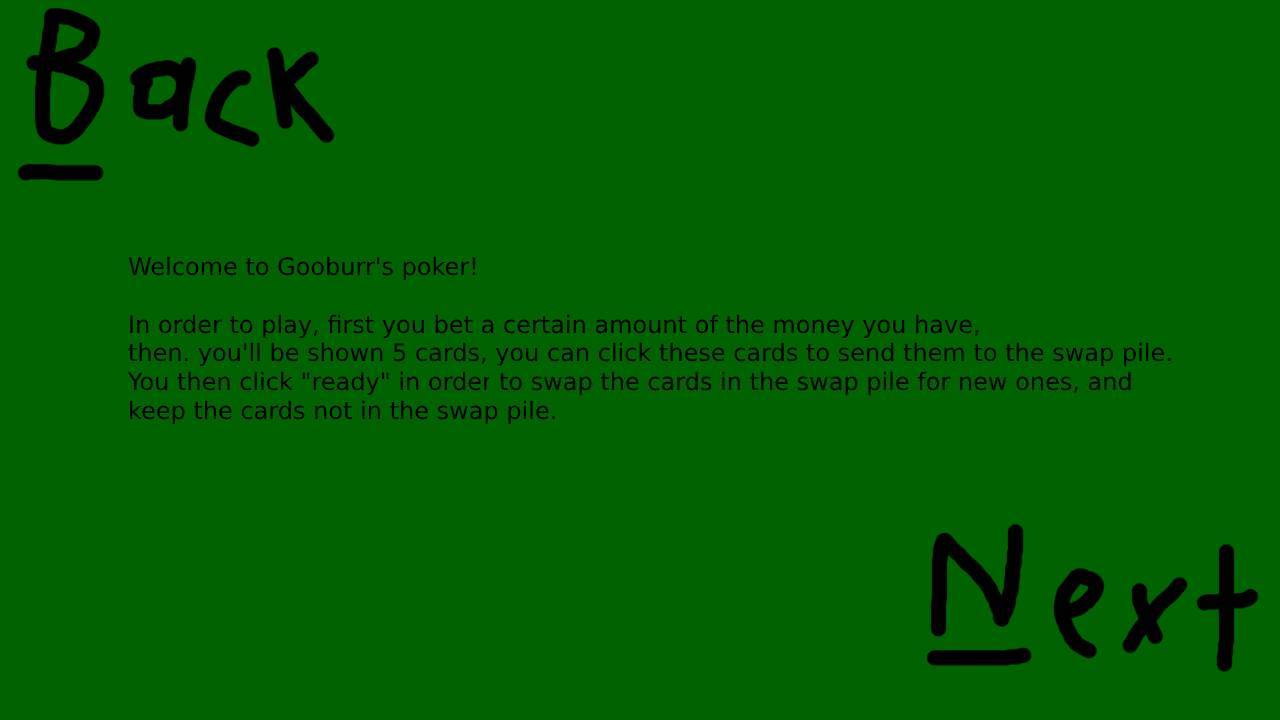 Back
Welcome to Gooburr's poker!
In order to play, first you bet a certain amount of the money you have,
then. you'll be shown 5 cards, you can click these cards to send them to the swap pile.
You then click "ready" in order to swap the cards in the swap pile for new ones, and
keep the cards not in the swap pile.
Next